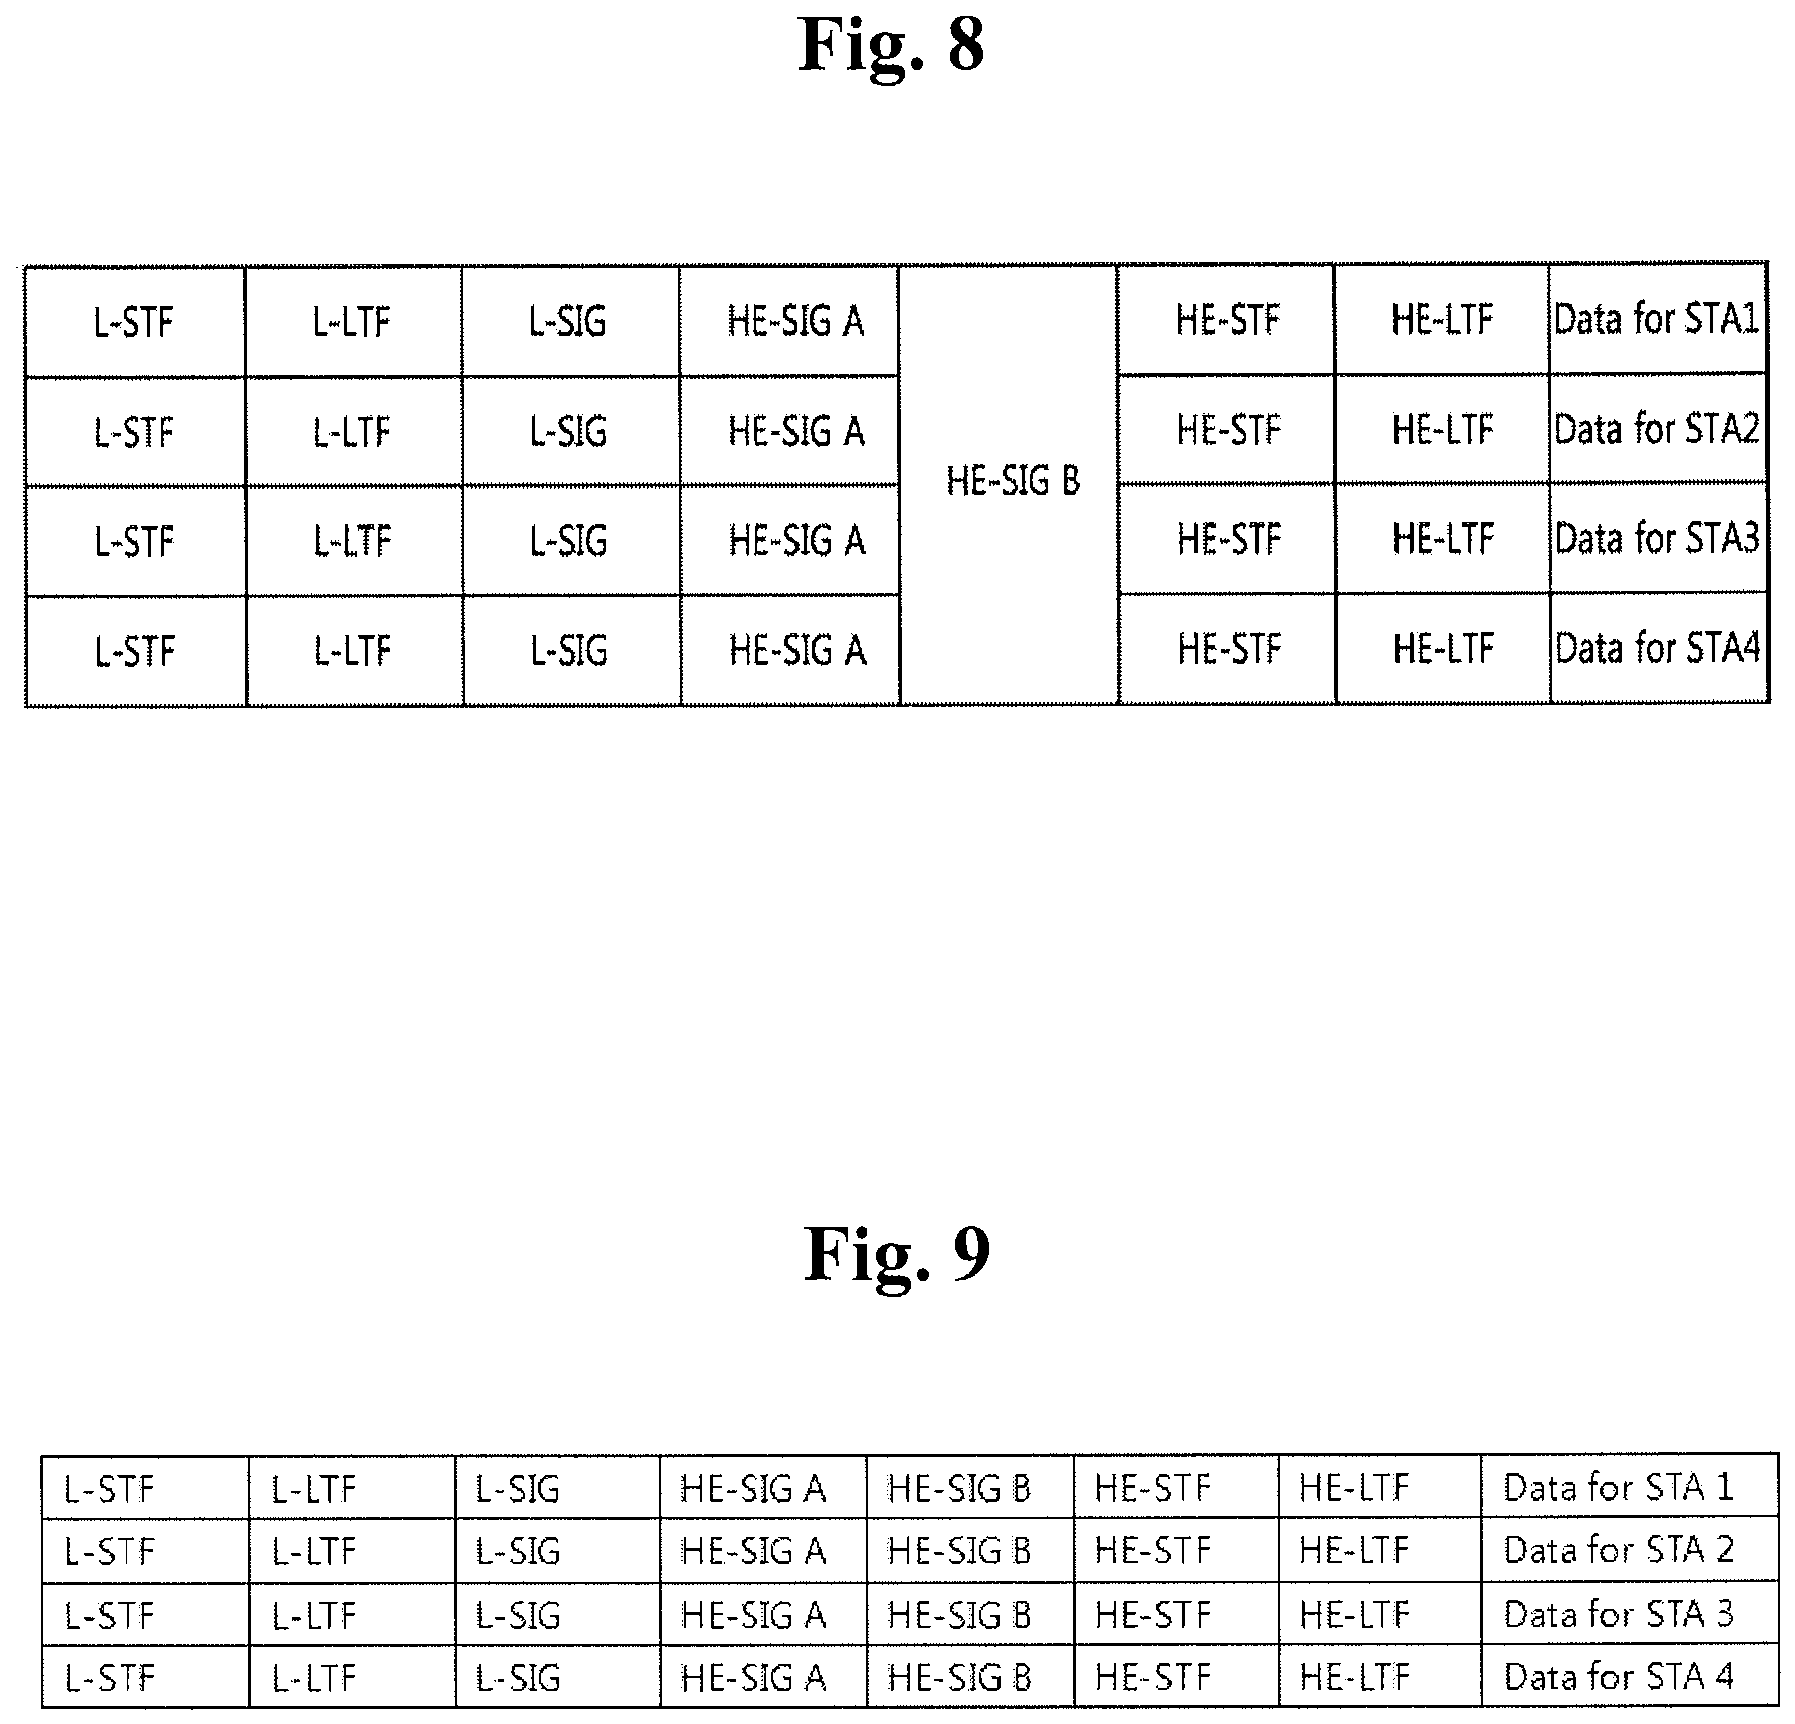 Fig. 8
L-STF L-LTF L-SIG HE-SIG A HE-STF HE-LTF Data for STA1
L-STF L-LTF L-SIG HE-SIG A HE-STF HE-LTF Data for STA2
HE-SIG B
L-STF L-LTF L-SIG HE-SIG A HE-STF HE-LTF Data for STA3
L-STF L-LTF L-SIG HE-SIG A HE-STF HE-LTF Data for STA4
Fig. 9
L-STF L-LTF L-SIG HE-SIG A HE-SIG B HE-STF HE-LTF Data for STA 1
L-STF L-LTF L-SIG HE-SIG A HE-SIG B HE-STF HE-LTF Data for STA 2
L-STF L-LTF L-SIG HE-SIG A HE-SIG B HE-STF HE-LTF Data for STA 3
L-STF L-LTF L-SIG HE-SIG A HE-SIG B HE-STF HE-LTF Data for STA 4